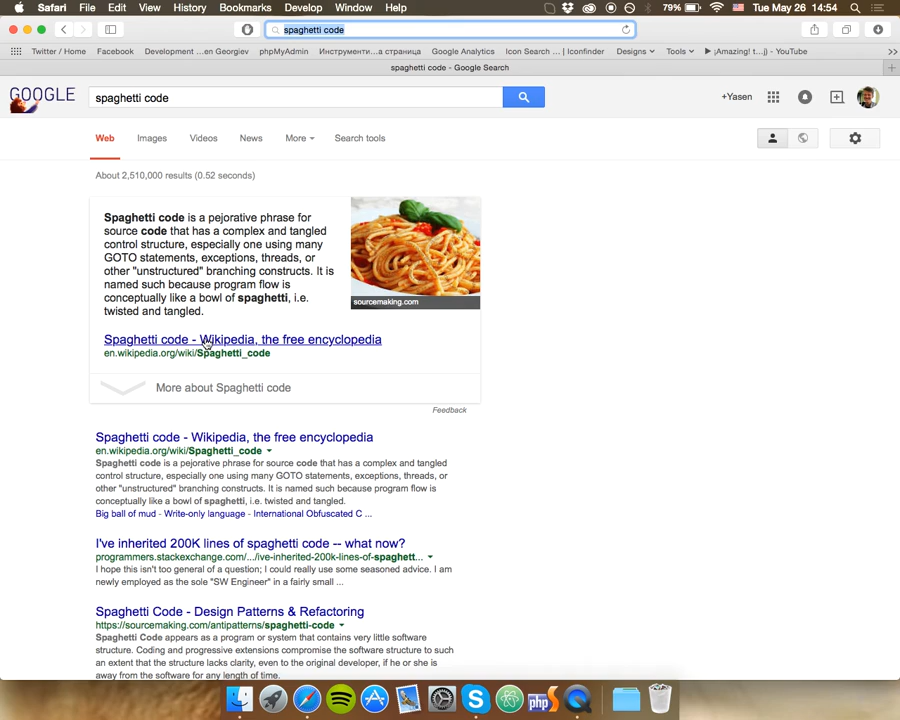 Safari File Edit View History Bookmarks Develop Window Help 79% Tue May 26 14:54
spaghetti code
Twitter / Home Facebook Development ...en Georgiev phpMyAdmin Инструменти...а страница Google Analytics Icon Search ... | Iconfinder Designs Tools ▶ ¡Amazing! t...j) - YouTube >>
spaghetti code - Google Search
GOOGLE spaghetti code +Yasen
Web Images Videos News More Search tools
About 2,510,000 results (0.52 seconds)
Spaghetti code is a pejorative phrase for
source code that has a complex and tangled
control structure, especially one using many
GOTO statements, exceptions, threads, or
other "unstructured" branching constructs. It is
named such because program flow is
conceptually like a bowl of spaghetti, i.e.
twisted and tangled.
sourcemaking.com
Spaghetti code - Wikipedia, the free encyclopedia
en.wikipedia.org/wiki/Spaghetti_code
More about Spaghetti code
Feedback
Spaghetti code - Wikipedia, the free encyclopedia
en.wikipedia.org/wiki/Spaghetti_code
Spaghetti code is a pejorative phrase for source code that has a complex and tangled
control structure, especially one using many GOTO statements, exceptions, threads, or
other "unstructured" branching constructs. It is named such because program flow is
conceptually like a bowl of spaghetti, i.e. twisted and tangled.
Big ball of mud - Write-only language - International Obfuscated C ...
I've inherited 200K lines of spaghetti code -- what now?
programmers.stackexchange.com/.../ive-inherited-200k-lines-of-spaghett...
I hope this isn't too general of a question; I could really use some seasoned advice. I am
newly employed as the sole "SW Engineer" in a fairly small ...
Spaghetti Code - Design Patterns & Refactoring
https://sourcemaking.com/antipatterns/spaghetti-code
Spaghetti Code appears as a program or system that contains very little software
structure. Coding and progressive extensions compromise the software structure to such
an extent that the structure lacks clarity, even to the original developer, if he or she is
away from the software for any length of time.
php